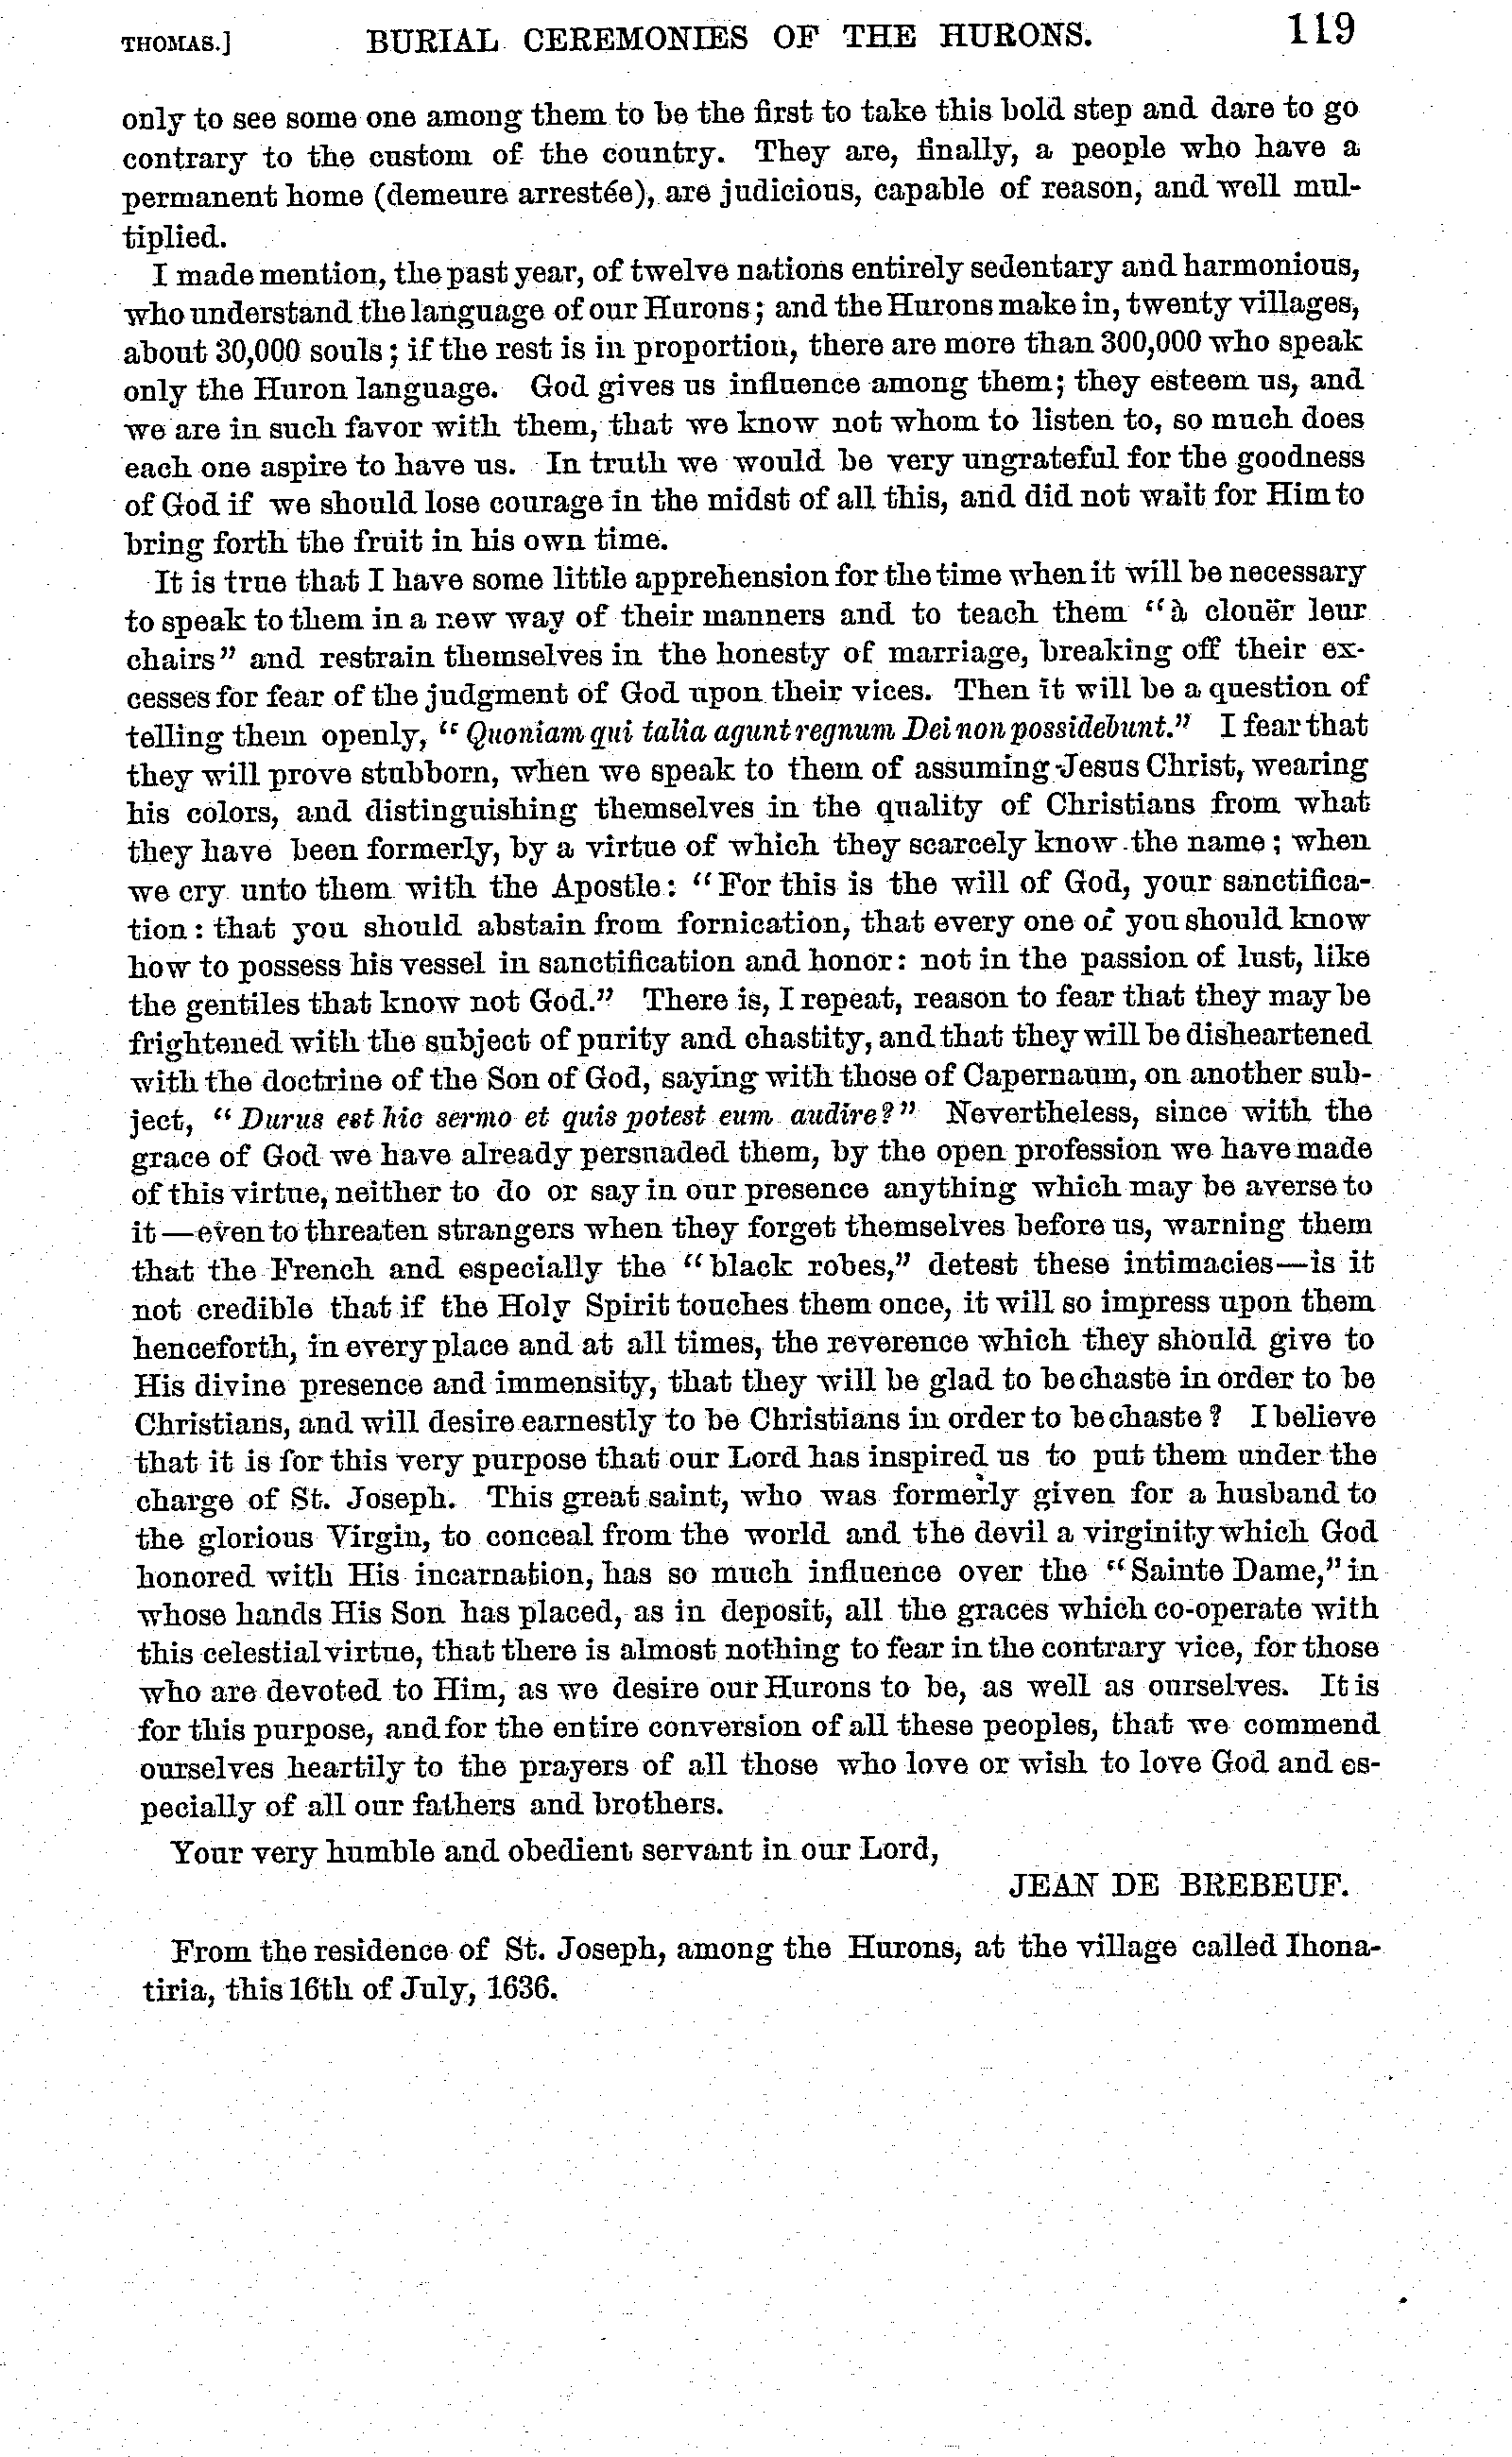 THOMAS.] BURIAL CEREMONIES OF THE HURONS. 119
only to see some one among them to be the first to take this bold step and dare to go
contrary to the custom of the country. They are, finally, a people who have a
permanent home (demeure arrestée), are judicious, capable of reason, and well mul-
tiplied.
I made mention, the past year, of twelve nations entirely sedentary and harmonious,
who understand the language of our Hurons; and the Hurons make in, twenty villages,
about 30,000 souls; if the rest is in proportion, there are more than 300,000 who speak
only the Huron language. God gives us influence among them; they esteem us, and
we are in such favor with them, that we know not whom to listen to, so much does
each one aspire to have us. In truth we would be very ungrateful for the goodness
of God if we should lose courage in the midst of all this, and did not wait for Him to
bring forth the fruit in his own time.
It is true that I have some little apprehension for the time when it will be necessary
to speak to them in a new way of their manners and to teach them "à clouër leur
chairs" and restrain themselves in the honesty of marriage, breaking off their ex-
cesses for fear of the judgment of God upon their vices. Then it will be a question of
telling them openly, "Quoniam qui talia agunt regnum Dei non possidebunt." I fear that
they will prove stubborn, when we speak to them of assuming Jesus Christ, wearing
his colors, and distinguishing themselves in the quality of Christians from what
they have been formerly, by a virtue of which they scarcely know the name; when
we cry unto them with the Apostle: "For this is the will of God, your sanctifica-
tion: that you should abstain from fornication, that every one of you should know
how to possess his vessel in sanctification and honor: not in the passion of lust, like
the gentiles that know not God." There is, I repeat, reason to fear that they may be
frightened with the subject of purity and chastity, and that they will be disheartened
with the doctrine of the Son of God, saying with those of Capernaum, on another sub-
ject, "Durus est hic sermo et quis potest eum audire?" Nevertheless, since with the
grace of God we have already persuaded them, by the open profession we have made
of this virtue, neither to do or say in our presence anything which may be averse to
it—even to threaten strangers when they forget themselves before us, warning them
that the French and especially the "black robes," detest these intimacies—is it
not credible that if the Holy Spirit touches them once, it will so impress upon them
henceforth, in every place and at all times, the reverence which they should give to
His divine presence and immensity, that they will be glad to be chaste in order to be
Christians, and will desire earnestly to be Christians in order to be chaste? I believe
that it is for this very purpose that our Lord has inspired us to put them under the
charge of St. Joseph. This great saint, who was formerly given for a husband to
the glorious Virgin, to conceal from the world and the devil a virginity which God
honored with His incarnation, has so much influence over the "Sainte Dame," in
whose hands His Son has placed, as in deposit, all the graces which co-operate with
this celestial virtue, that there is almost nothing to fear in the contrary vice, for those
who are devoted to Him, as we desire our Hurons to be, as well as ourselves. It is
for this purpose, and for the entire conversion of all these peoples, that we commend
ourselves heartily to the prayers of all those who love or wish to love God and es-
pecially of all our fathers and brothers.
Your very humble and obedient servant in our Lord,
JEAN DE BREBEUF.
From the residence of St. Joseph, among the Hurons, at the village called Ihona-
tiria, this 16th of July, 1636.